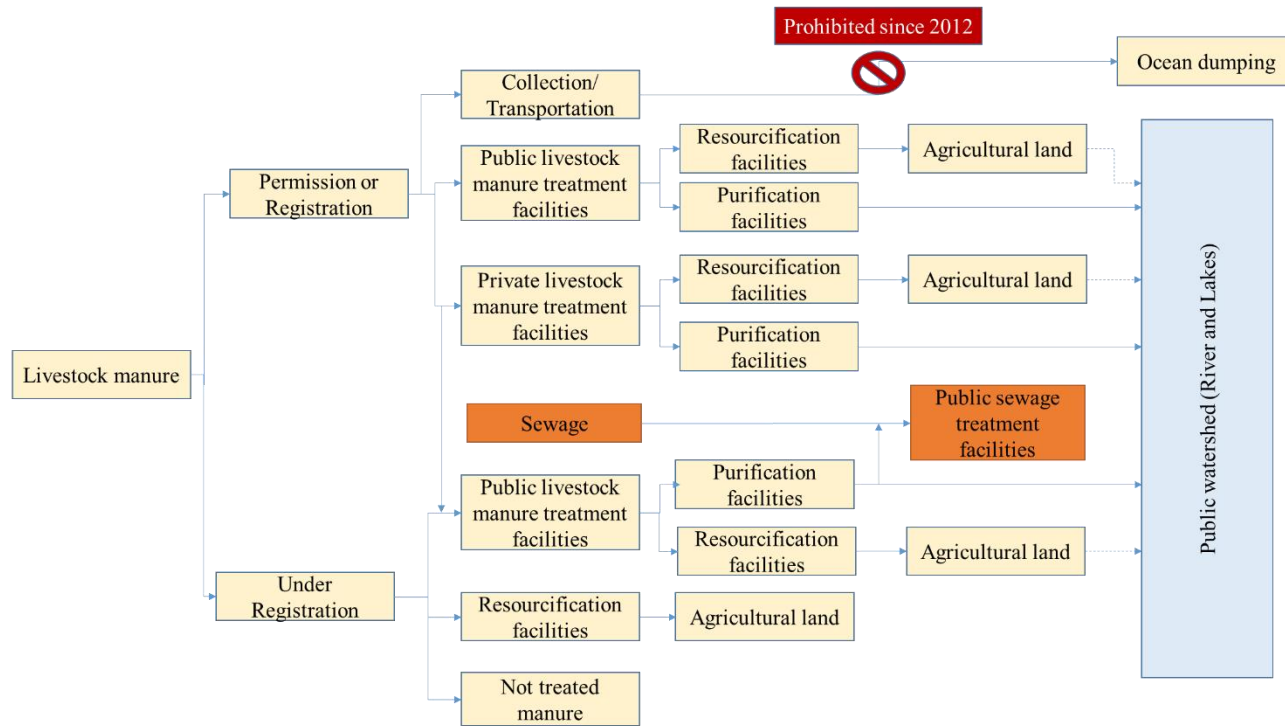 Prohibited since 2012
Ocean dumping
Collection/
Transportation
Resourcification
facilities
Agricultural land
Public livestock
manure treatment
facilities
Permission or
Registration
Purification
facilities
Private livestock
manure treatment
facilities
Resourcification
facilities
Agricultural land
Purification
facilities
Livestock manure
Public watershed (River and Lakes)
Sewage
Public sewage
treatment
facilities
Public livestock
manure treatment
facilities
Purification
facilities
Resourcification
facilities
Agricultural land
Under
Registration
Resourcification
facilities
Agricultural land
Not treated
manure